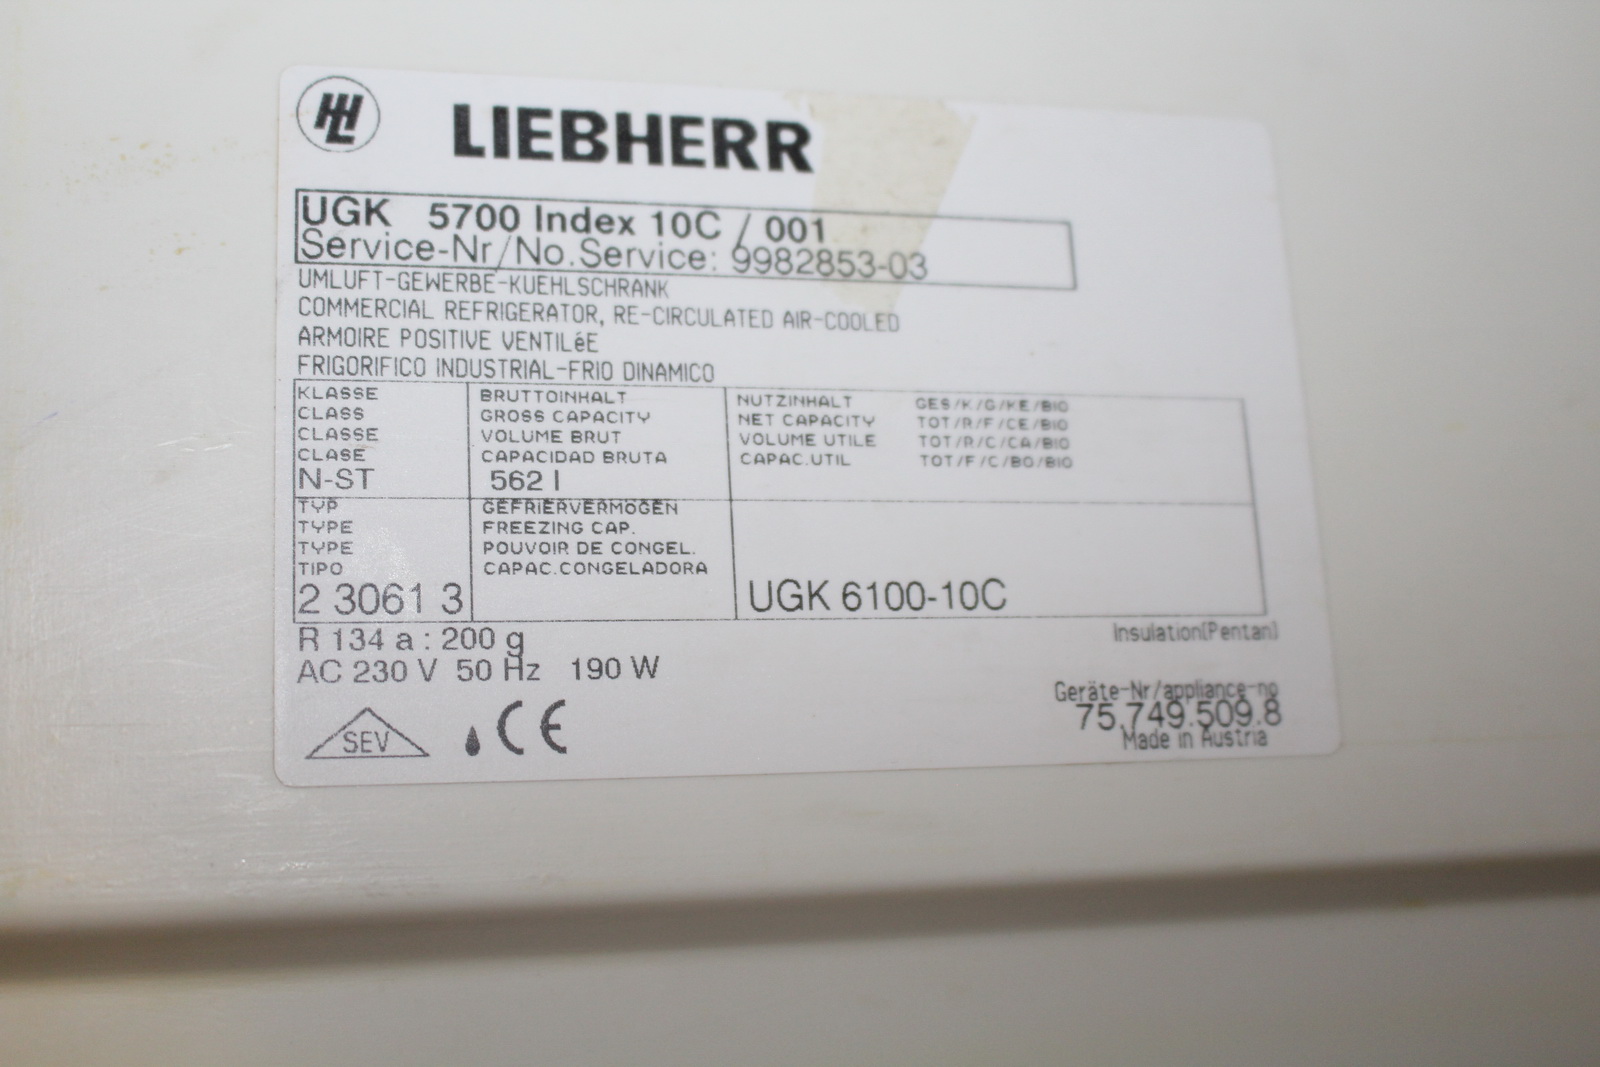 HL LIEBHERR
UGK 5700 Index 10C / 001
Service-Nr/No.Service: 9982853-03
UMLUFT-GEWERBE-KUEHLSCHRANK
COMMERCIAL REFRIGERATOR, RE-CIRCULATED AIR-COOLED
ARMOIRE POSITIVE VENTILéE
FRIGORIFICO INDUSTRIAL-FRIO DINAMICO
KLASSE
CLASS
CLASSE
CLASE
N-ST
BRUTTOINHALT
GROSS CAPACITY
VOLUME BRUT
CAPACIDAD BRUTA
562 l
NUTZINHALT GES/K/G/KE/BIO
NET CAPACITY TOT/R/F/CE/BIO
VOLUME UTILE TOT/R/C/CA/BIO
CAPAC.UTIL TOT/F/C/BO/BIO
TYP
TYPE
TYPE
TIPO
2 3061 3
GEFRIERVERMöGEN
FREEZING CAP.
POUVOIR DE CONGEL.
CAPAC.CONGELADORA
UGK 6100-10C
R 134 a : 200 g
AC 230 V 50 Hz 190 W
Insulation(Pentan)
Geräte-Nr/appliance-no
75.749.509.8
Made in Austria
SEV CE